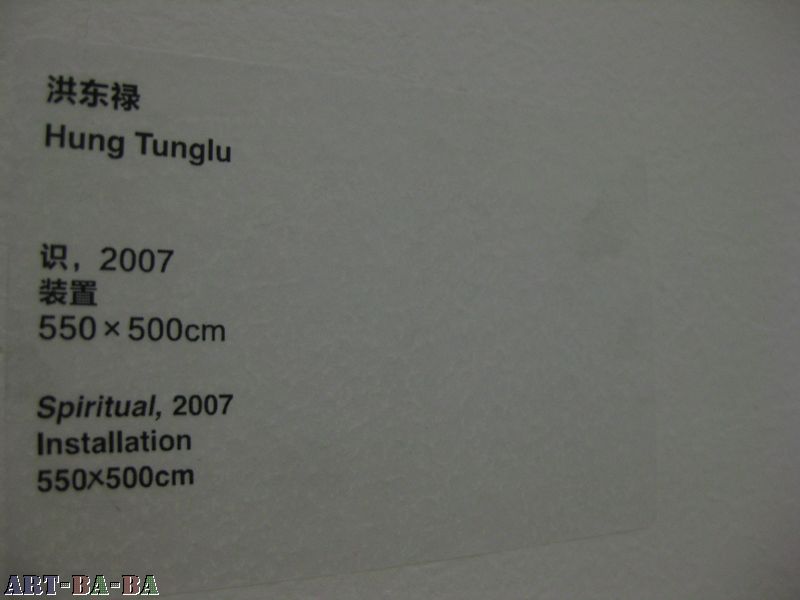 洪东禄
Hung Tunglu
识，2007
装置
550×500cm
Spiritual, 2007
Installation
550×500cm
ART-BA-BA